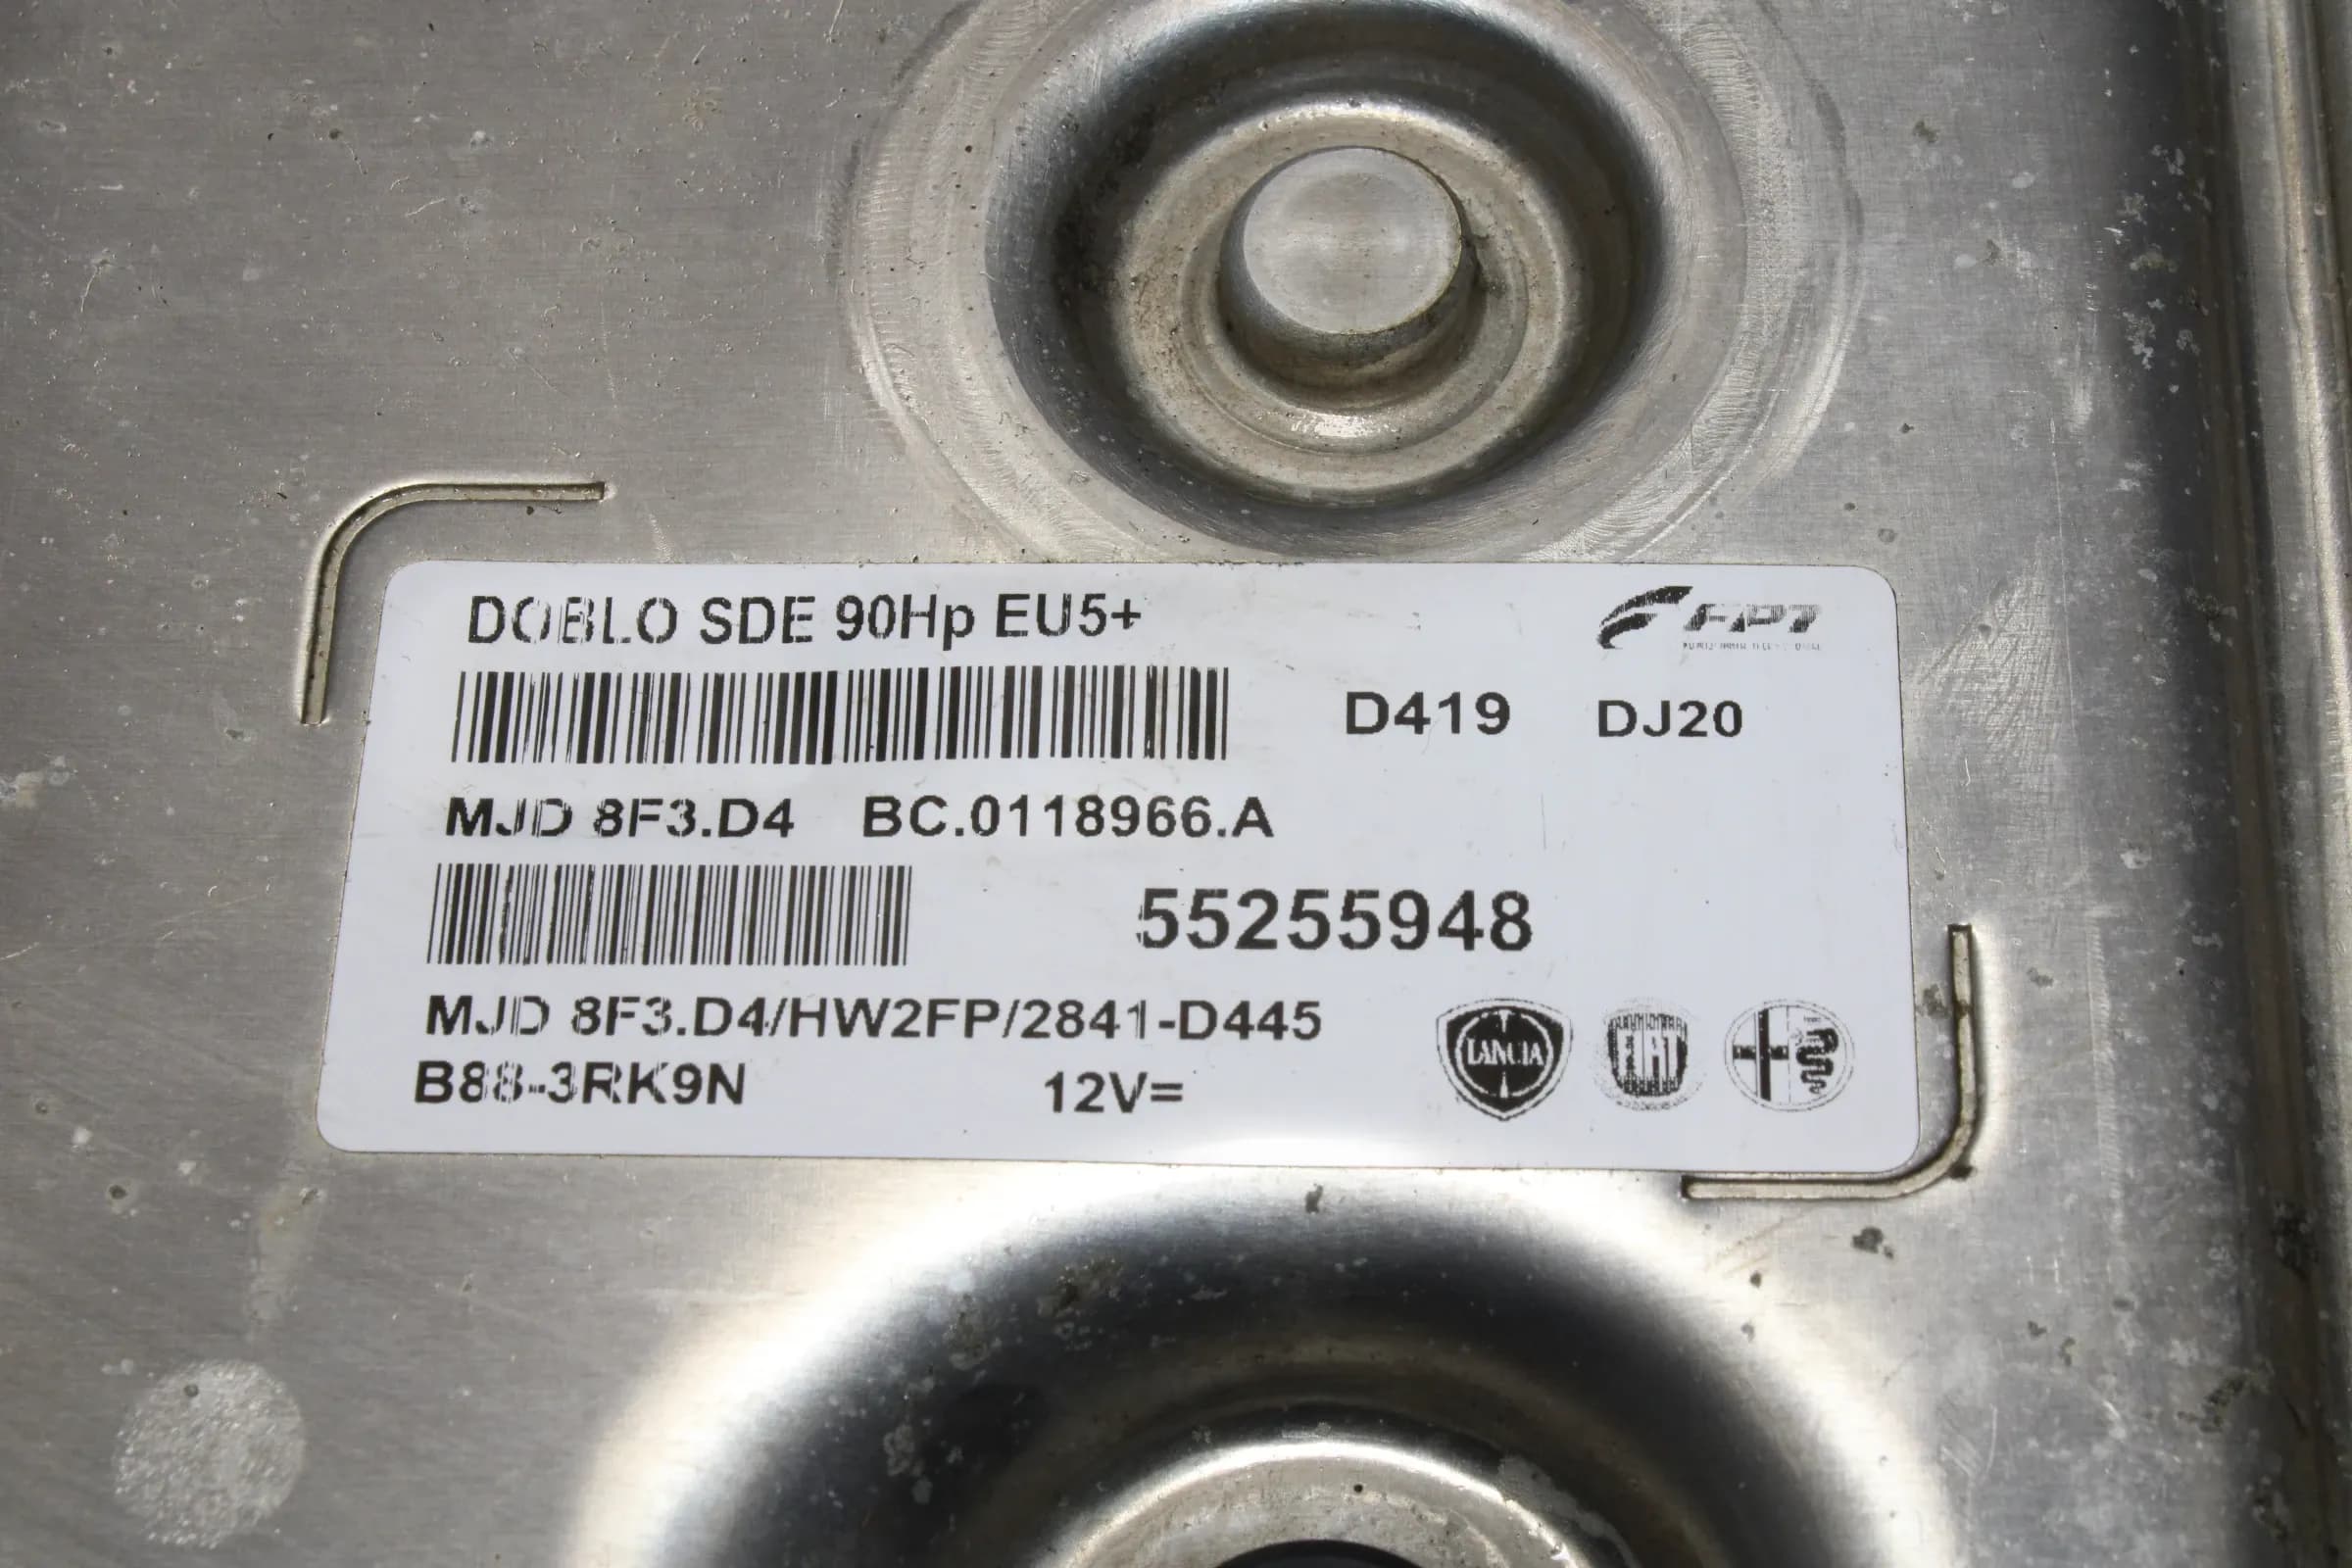 DOBLO SDE 90Hp EU5+
FPT
D419 DJ20
MJD 8F3.D4 BC.0118966.A
55255948
MJD 8F3.D4/HW2FP/2841-D445
B88-3RK9N 12V=
LANCIA
FIAT